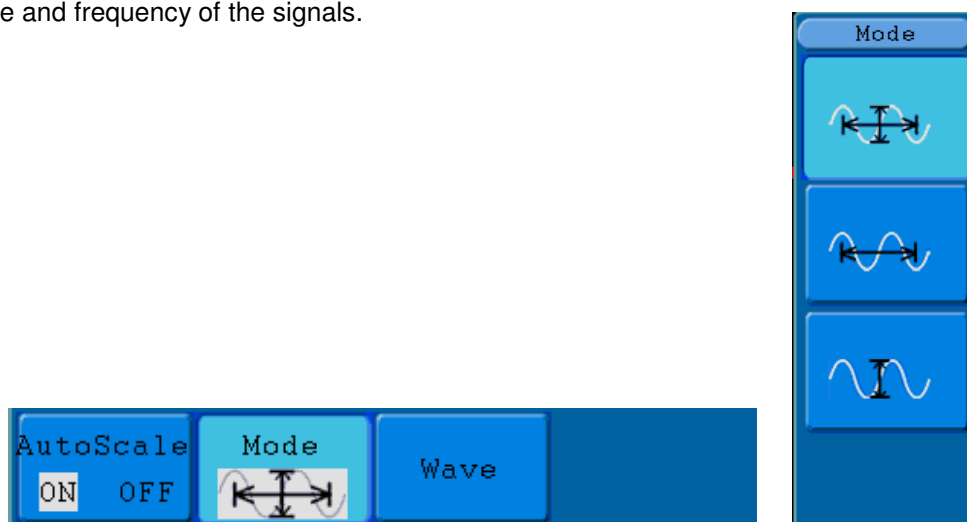 e and frequency of the signals.
Mode
AutoScale
ON OFF
Mode
Wave